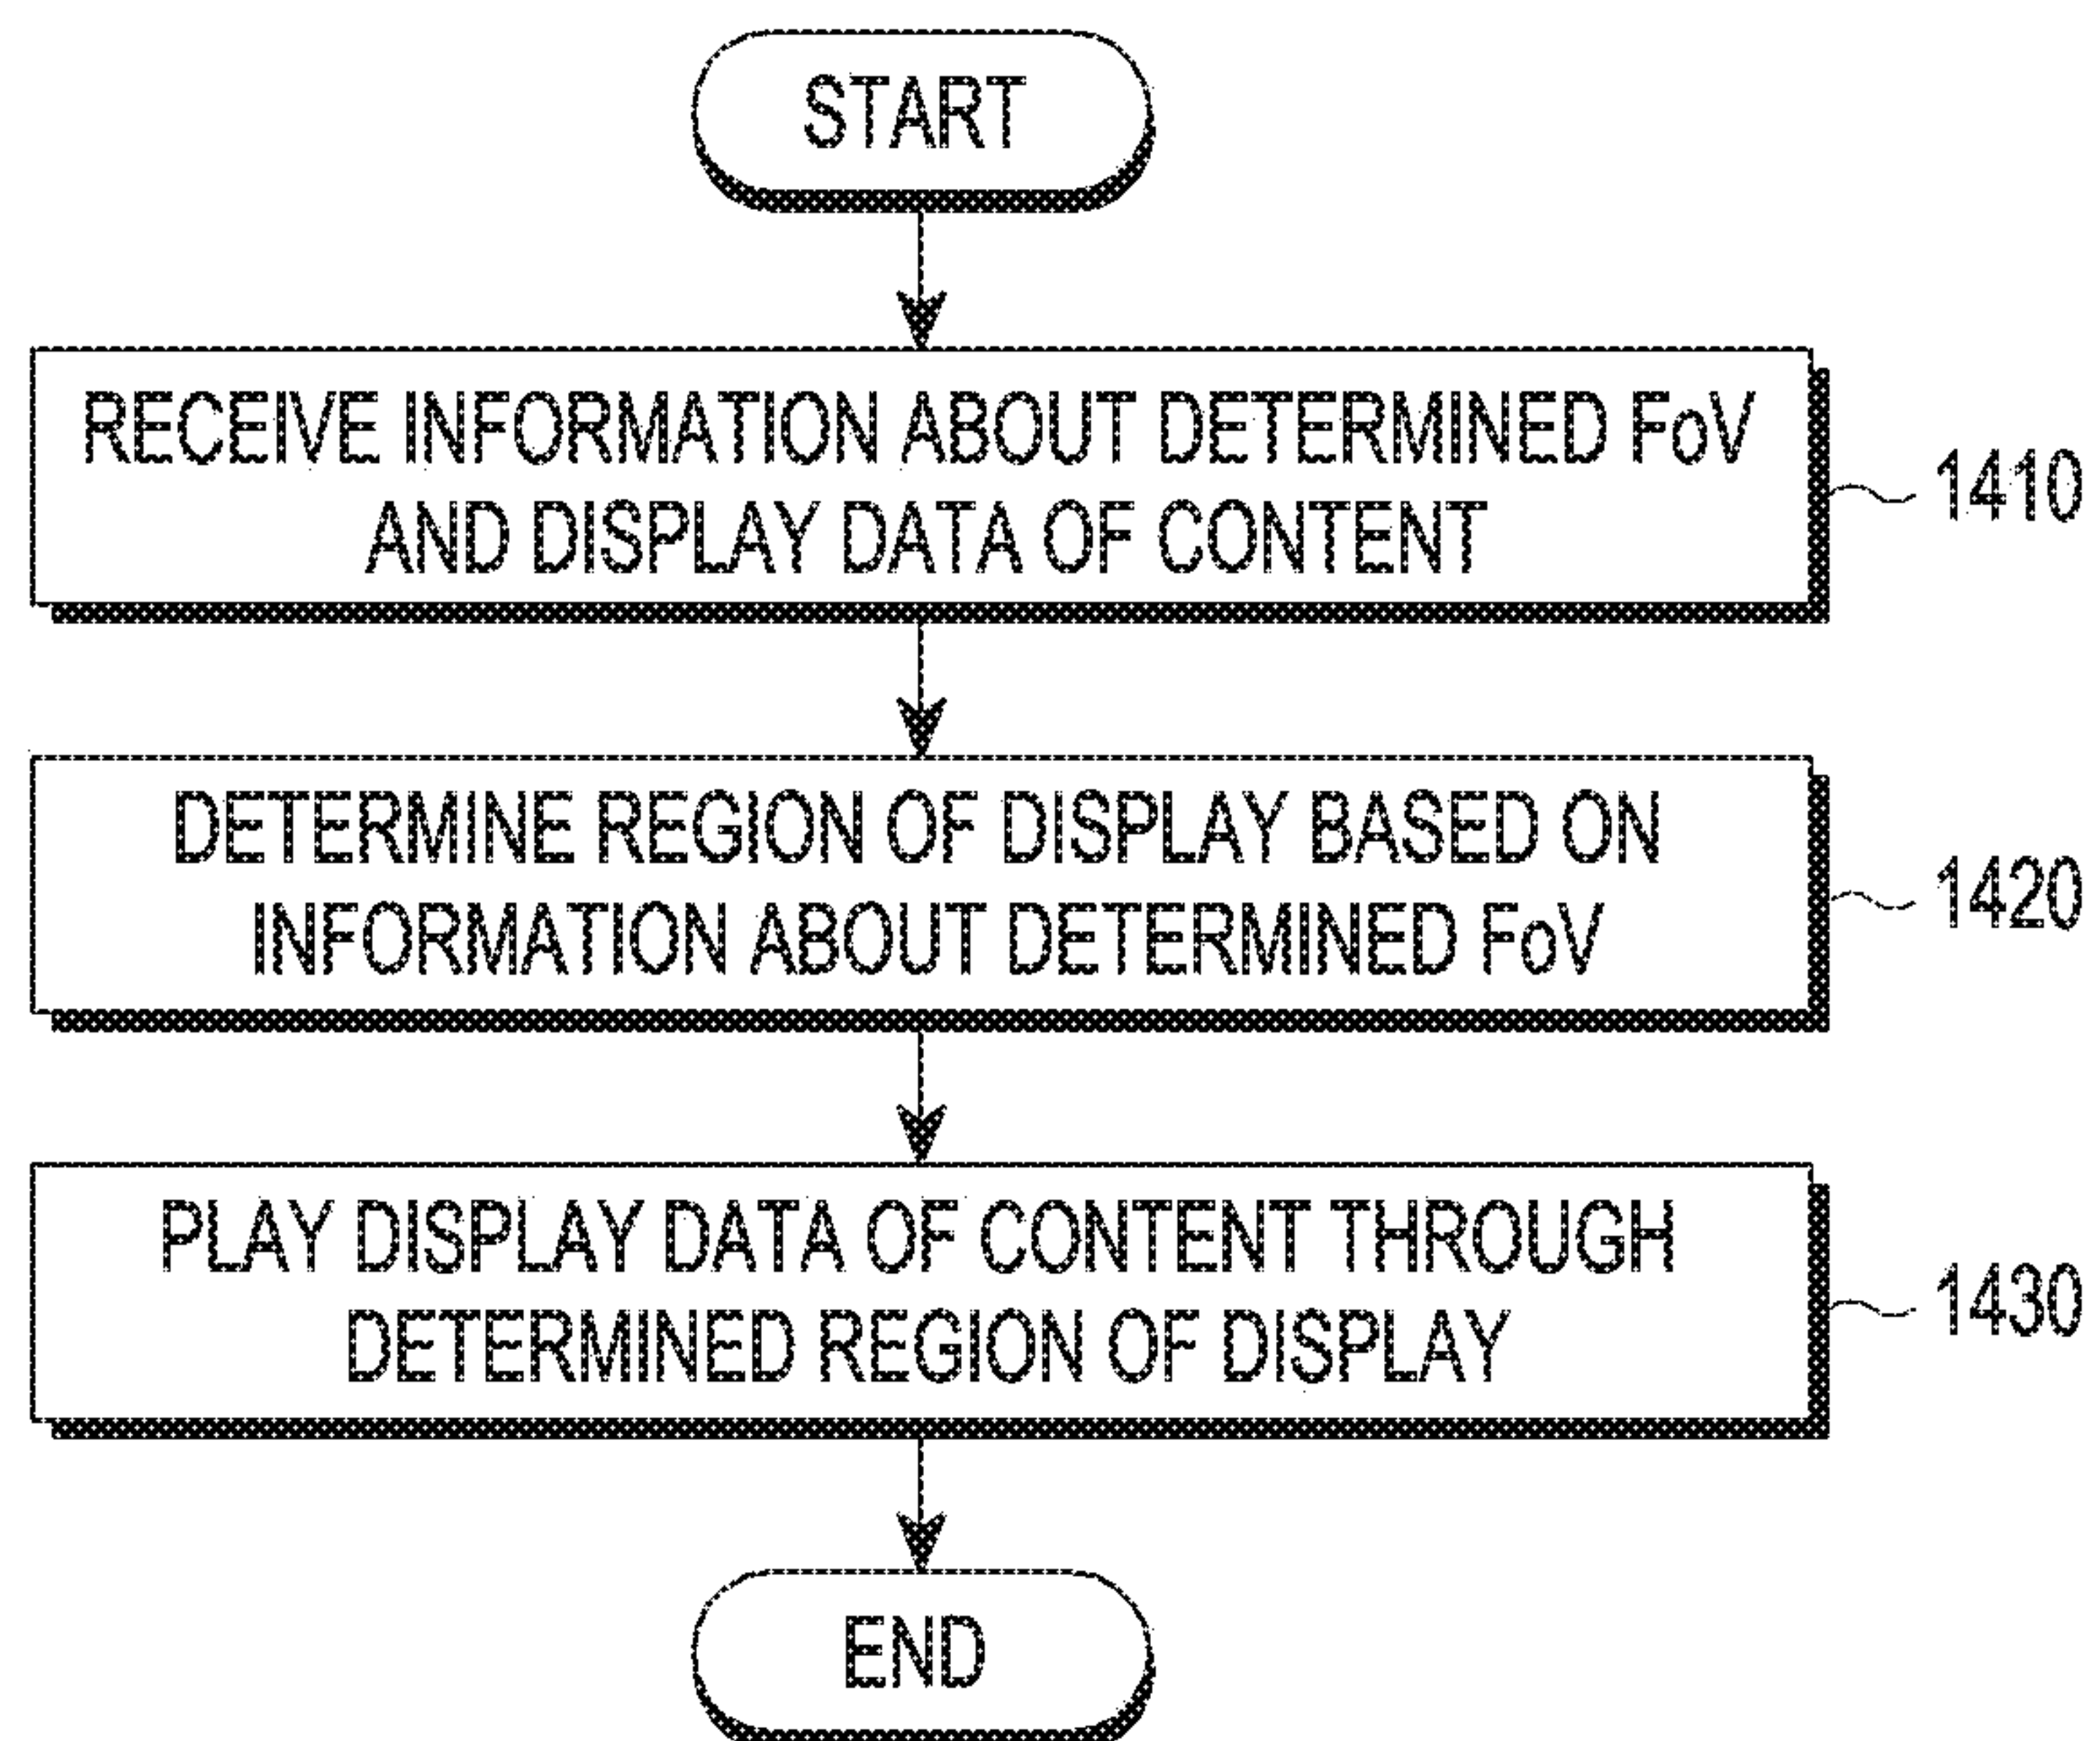 START
RECEIVE INFORMATION ABOUT DETERMINED FoV
AND DISPLAY DATA OF CONTENT
1410
DETERMINE REGION OF DISPLAY BASED ON
INFORMATION ABOUT DETERMINED FoV
1420
PLAY DISPLAY DATA OF CONTENT THROUGH
DETERMINED REGION OF DISPLAY
1430
END